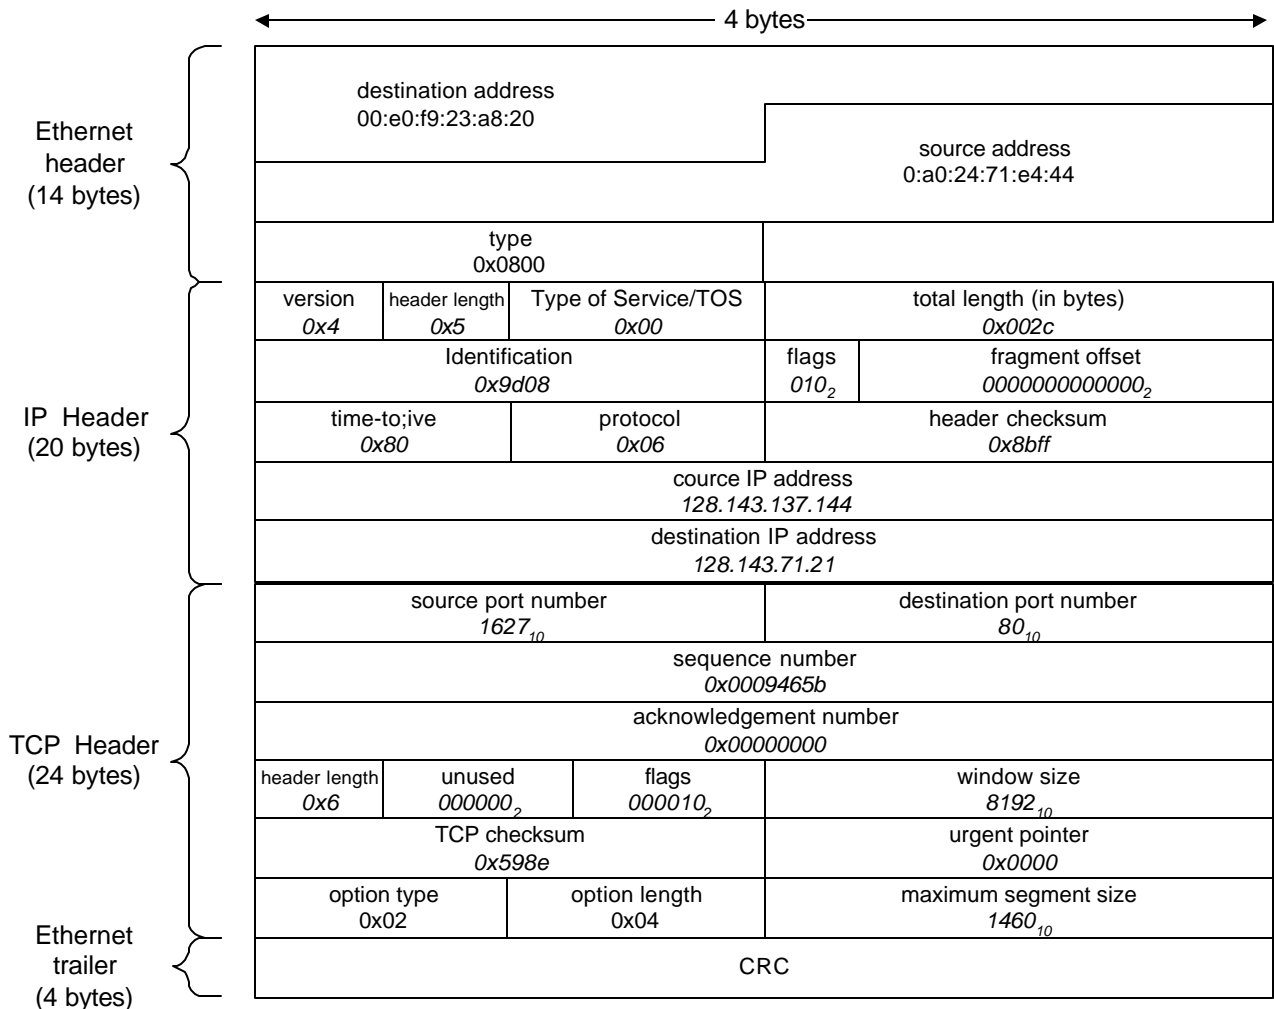 4 bytes
Ethernet
header
(14 bytes)
destination address
00:e0:f9:23:a8:20
source address
0:a0:24:71:e4:44
type
0x0800
IP Header
(20 bytes)
version
0x4
header length
0x5
Type of Service/TOS
0x00
total length (in bytes)
0x002c
Identification
0x9d08
flags
010₂
fragment offset
0000000000000₂
time-to;ive
0x80
protocol
0x06
header checksum
0x8bff
cource IP address
128.143.137.144
destination IP address
128.143.71.21
TCP Header
(24 bytes)
source port number
1627₁₀
destination port number
80₁₀
sequence number
0x0009465b
acknowledgement number
0x00000000
header length
0x6
unused
000000₂
flags
000010₂
window size
8192₁₀
TCP checksum
0x598e
urgent pointer
0x0000
option type
0x02
option length
0x04
maximum segment size
1460₁₀
Ethernet
trailer
(4 bytes)
CRC